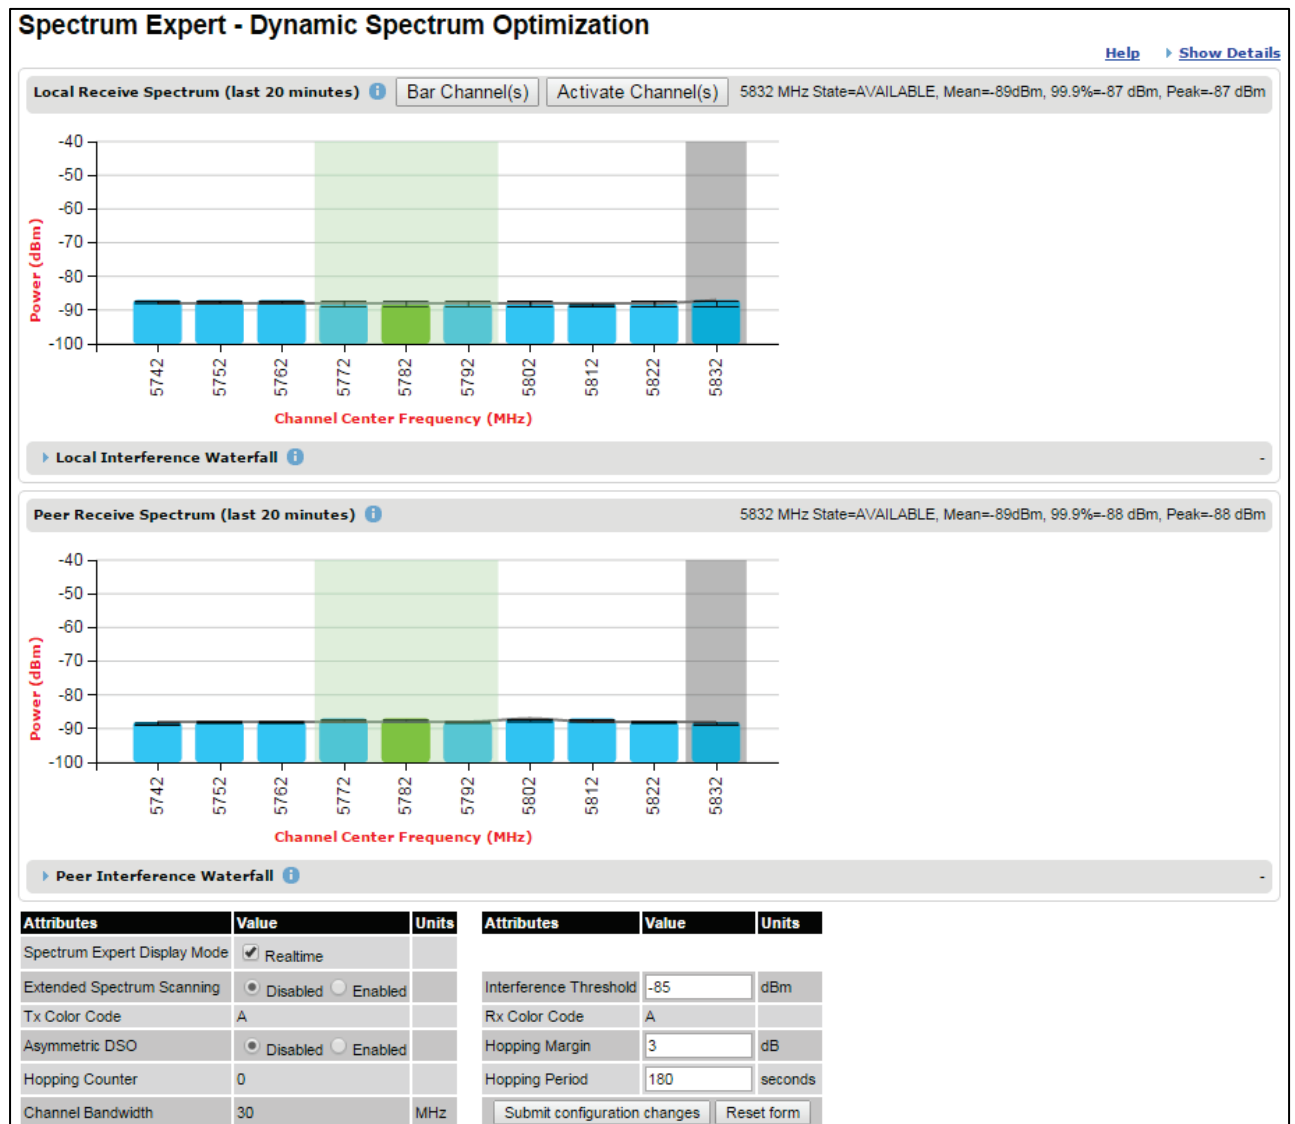 Spectrum Expert - Dynamic Spectrum Optimization
Help Show Details
Local Receive Spectrum (last 20 minutes) i Bar Channel(s) Activate Channel(s) 5832 MHz State=AVAILABLE, Mean=-89dBm, 99.9%=-87 dBm, Peak=-87 dBm
-40
-50
-60
-70
-80
-90
-100
Power (dBm)
5742 5752 5762 5772 5782 5792 5802 5812 5822 5832
Channel Center Frequency (MHz)
Local Interference Waterfall i -
Peer Receive Spectrum (last 20 minutes) i 5832 MHz State=AVAILABLE, Mean=-89dBm, 99.9%=-88 dBm, Peak=-88 dBm
-40
-50
-60
-70
-80
-90
-100
Power (dBm)
5742 5752 5762 5772 5782 5792 5802 5812 5822 5832
Channel Center Frequency (MHz)
Peer Interference Waterfall i -
Attributes Value Units Attributes Value Units
Spectrum Expert Display Mode Realtime
Extended Spectrum Scanning Disabled Enabled Interference Threshold -85 dBm
Tx Color Code A Rx Color Code A
Asymmetric DSO Disabled Enabled Hopping Margin 3 dB
Hopping Counter 0 Hopping Period 180 seconds
Channel Bandwidth 30 MHz Submit configuration changes Reset form